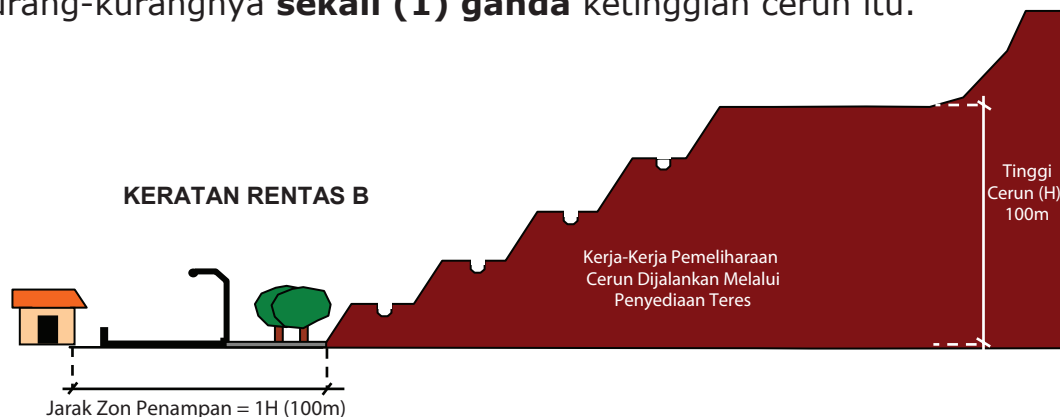 urang-kurangnya sekali (1) ganda ketinggian cerun itu.
KERATAN RENTAS B
Tinggi
Cerun (H)
100m
Kerja-Kerja Pemeliharaan
Cerun Dijalankan Melalui
Penyediaan Teres
Jarak Zon Penampan = 1H (100m)